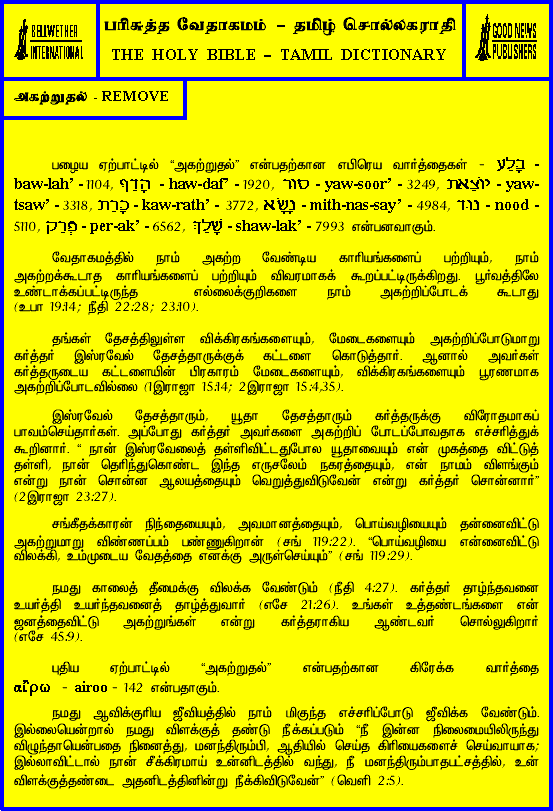 BELLWETHER
INTERNATIONAL
பரிசுத்த வேதாகமம் – தமிழ் சொல்லகராதி
THE HOLY BIBLE – TAMIL DICTIONARY
GOOD NEWS
PUBLISHERS
அகற்றுதல் - REMOVE
பழைய ஏற்பாட்டில் “அகற்றுதல்” என்பதற்கான எபிரெய வார்த்தைகள் - בָּלַע -
baw-lah’ - 1104, הָדַף - haw-daf’ - 1920, סוּר - yaw-soor’ - 3249, יוֹצֵאת - yaw-
tsaw’ - 3318, כָּרַת - kaw-rath’ - 3772, נָשָׂא - mith-nas-say’ - 4984, נוּד - nood -
5110, פְּרַק - per-ak’ - 6562, שָׁלַךְ - shaw-lak’ - 7993 என்பனவாகும்.
வேதாகமத்தில் நாம் அகற்ற வேண்டிய காரியங்களைப் பற்றியும், நாம்
அகற்றக்கூடாத காரியங்களைப் பற்றியும் விவரமாகக் கூறப்பட்டிருக்கிறது. பூர்வத்திலே
உண்டாக்கப்பட்டிருந்த எல்லைக்குறிகளை நாம் அகற்றிப்போடக் கூடாது
(உபா 19:14; நீதி 22:28; 23:10).
தங்கள் தேசத்திலுள்ள விக்கிரகங்களையும், மேடைகளையும் அகற்றிப்போடுமாறு
கர்த்தர் இஸ்ரவேல் தேசத்தாருக்குக் கட்டளை கொடுத்தார். ஆனால் அவர்கள்
கர்த்தருடைய கட்டளையின் பிரகாரம் மேடைகளையும், விக்கிரகங்களையும் பூரணமாக
அகற்றிப்போடவில்லை (1இராஜா 15:14; 2இராஜா 15:4,35).
இஸ்ரவேல் தேசத்தாரும், யூதா தேசத்தாரும் கர்த்தருக்கு விரோதமாகப்
பாவம்செய்தார்கள். அப்போது கர்த்தர் அவர்களை அகற்றிப் போடப்போவதாக எச்சரித்துக்
கூறினார். “ நான் இஸ்ரவேலைத் தள்ளிவிட்டதுபோல யூதாவையும் என் முகத்தை விட்டுத்
தள்ளி, நான் தெரிந்துகொண்ட இந்த எருசலேம் நகரத்தையும், என் நாமம் விளங்கும்
என்று நான் சொன்ன ஆலயத்தையும் வெறுத்துவிடுவேன் என்று கர்த்தர் சொன்னார்”
(2இராஜா 23:27).
சங்கீதக்காரன் நிந்தையையும், அவமானத்தையும், பொய்வழியையும் தன்னைவிட்டு
அகற்றுமாறு விண்ணப்பம் பண்ணுகிறான் (சங் 119:22). “பொய்வழியை என்னைவிட்டு
விலக்கி, உம்முடைய வேதத்தை எனக்கு அருள்செய்யும்” (சங் 119:29).
நமது காலைத் தீமைக்கு விலக்க வேண்டும் (நீதி 4:27). கர்த்தர் தாழ்ந்தவனை
உயர்த்தி உயர்ந்தவனைத் தாழ்த்துவார் (எசே 21:26). உங்கள் உத்தண்டங்களை என்
ஜனத்தைவிட்டு அகற்றுங்கள் என்று கர்த்தராகிய ஆண்டவர் சொல்லுகிறார்
(எசே 45:9).
புதிய ஏற்பாட்டில் “அகற்றுதல்” என்பதற்கான கிரேக்க வார்த்தை
αἴρω - airoo - 142 என்பதாகும்.
நமது ஆவிக்குரிய ஜீவியத்தில் நாம் மிகுந்த எச்சரிப்போடு ஜீவிக்க வேண்டும்.
இல்லையென்றால் நமது விளக்குத் தண்டு நீக்கப்படும் “நீ இன்ன நிலைமையிலிருந்து
விழுந்தாயென்பதை நினைத்து, மனந்திரும்பி, ஆதியில் செய்த கிரியைகளைச் செய்வாயாக;
இல்லாவிட்டால் நான் சீக்கிரமாய் உன்னிடத்தில் வந்து, நீ மனந்திரும்பாதபட்சத்தில், உன்
விளக்குத்தண்டை அதனிடத்தினின்று நீக்கிவிடுவேன்” (வெளி 2:5).